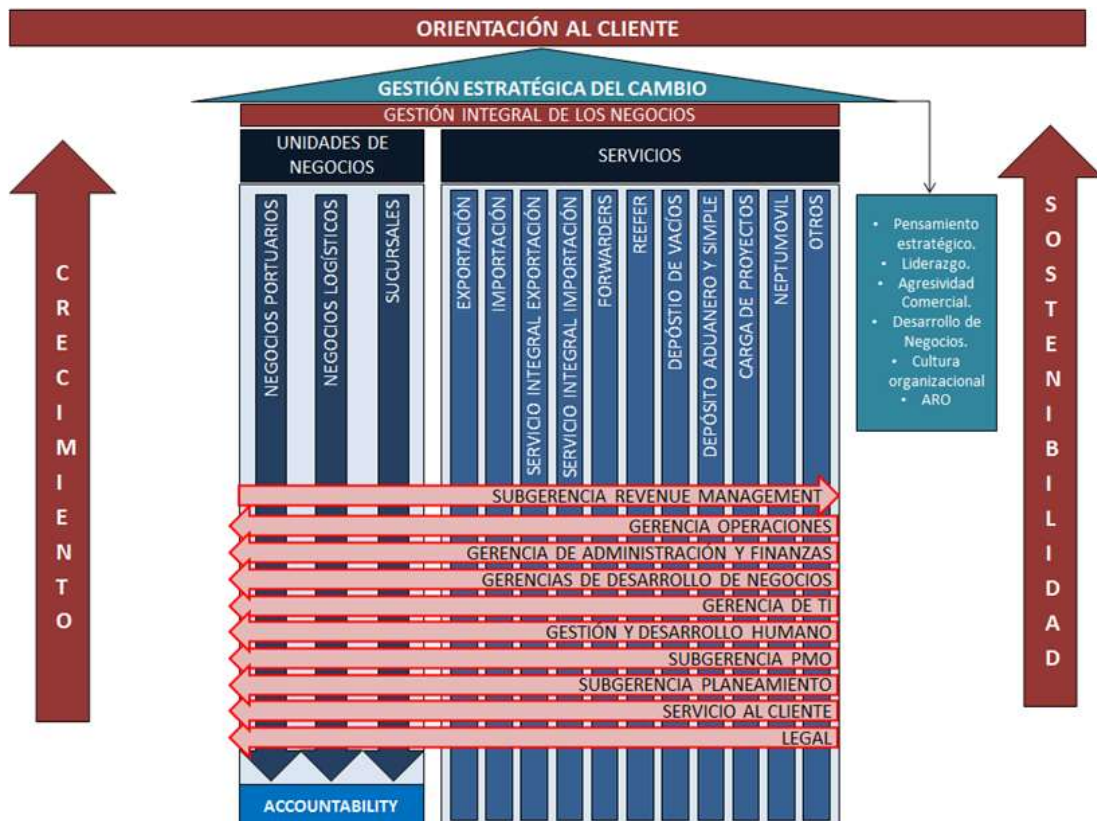 ORIENTACIÓN AL CLIENTE
GESTIÓN ESTRATÉGICA DEL CAMBIO
GESTIÓN INTEGRAL DE LOS NEGOCIOS
UNIDADES DE
NEGOCIOS
SERVICIOS
CRECIMIENTO
NEGOCIOS PORTUARIOS
NEGOCIOS LOGÍSTICOS
SUCURSALES
EXPORTACIÓN
IMPORTACIÓN
SERVICIO INTEGRAL EXPORTACIÓN
SERVICIO INTEGRAL IMPORTACIÓN
FORWARDERS
REEFER
DEPÓSTIO DE VACÍOS
DEPÓSITO ADUANERO Y SIMPLE
CARGA DE PROYECTOS
NEPTUMOVIL
OTROS
• Pensamiento
estratégico.
• Liderazgo.
• Agresividad
Comercial.
• Desarrollo de
Negocios.
• Cultura
organizacional
• ARO
SOSTENIBILIDAD
SUBGERENCIA REVENUE MANAGEMENT
GERENCIA OPERACIONES
GERENCIA DE ADMINISTRACIÓN Y FINANZAS
GERENCIAS DE DESARROLLO DE NEGOCIOS
GERENCIA DE TI
GESTIÓN Y DESARROLLO HUMANO
SUBGERENCIA PMO
SUBGERENCIA PLANEAMIENTO
SERVICIO AL CLIENTE
LEGAL
ACCOUNTABILITY